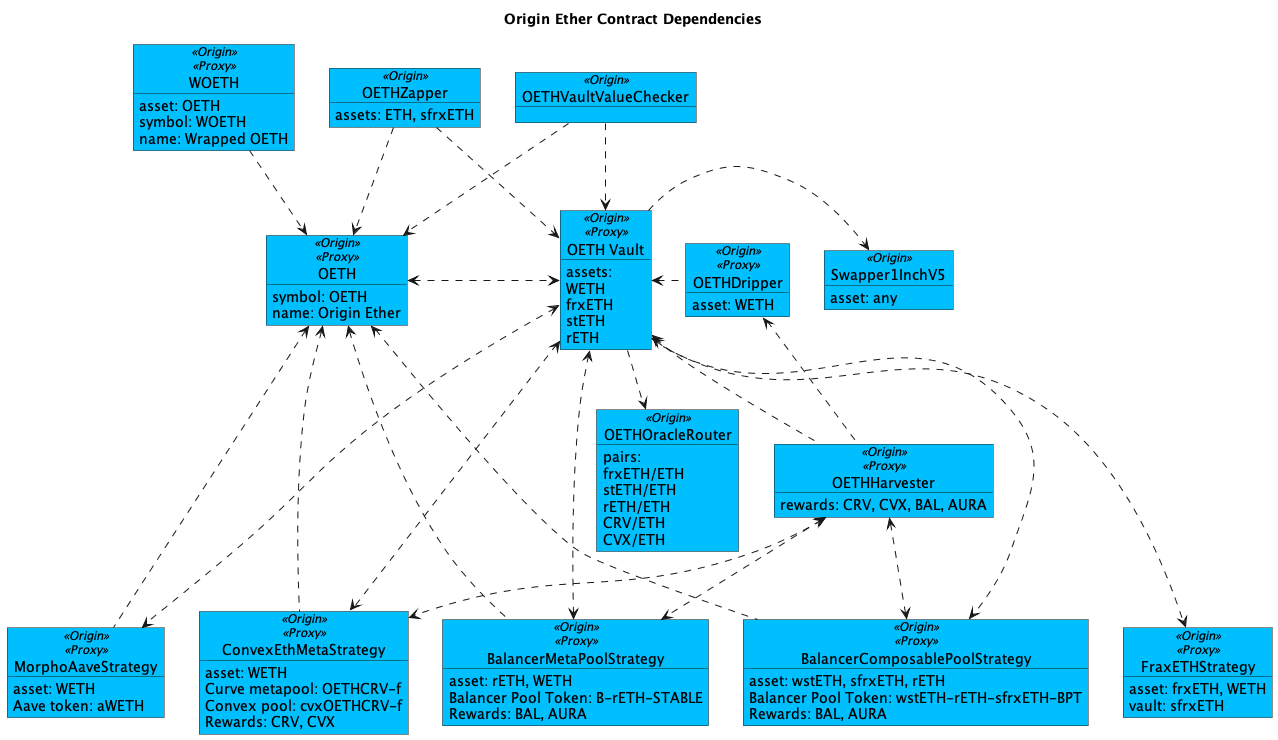 Origin Ether Contract Dependencies
«Origin»
«Proxy»
WOETH
asset: OETH
symbol: WOETH
name: Wrapped OETH
«Origin»
OETHZapper
assets: ETH, sfrxETH
«Origin»
OETHVaultValueChecker
«Origin»
«Proxy»
OETH
symbol: OETH
name: Origin Ether
«Origin»
«Proxy»
OETH Vault
assets:
WETH
frxETH
stETH
rETH
«Origin»
«Proxy»
OETHDripper
asset: WETH
«Origin»
Swapper1InchV5
asset: any
«Origin»
OETHOracleRouter
pairs:
frxETH/ETH
stETH/ETH
rETH/ETH
CRV/ETH
CVX/ETH
«Origin»
«Proxy»
OETHHarvester
rewards: CRV, CVX, BAL, AURA
«Origin»
«Proxy»
MorphoAaveStrategy
asset: WETH
Aave token: aWETH
«Origin»
«Proxy»
ConvexEthMetaStrategy
asset: WETH
Curve metapool: OETHCRV-f
Convex pool: cvxOETHCRV-f
Rewards: CRV, CVX
«Origin»
«Proxy»
BalancerMetaPoolStrategy
asset: rETH, WETH
Balancer Pool Token: B-rETH-STABLE
Rewards: BAL, AURA
«Origin»
«Proxy»
BalancerComposablePoolStrategy
asset: wstETH, sfrxETH, rETH
Balancer Pool Token: wstETH-rETH-sfrxETH-BPT
Rewards: BAL, AURA
«Origin»
«Proxy»
FraxETHStrategy
asset: frxETH, WETH
vault: sfrxETH